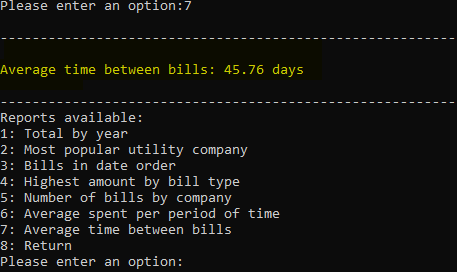 Please enter an option:7
--------------------------------------------------------
Average time between bills: 45.76 days
--------------------------------------------------------
Reports available:
1: Total by year
2: Most popular utility company
3: Bills in date order
4: Highest amount by bill type
5: Number of bills by company
6: Average spent per period of time
7: Average time between bills
8: Return
Please enter an option: